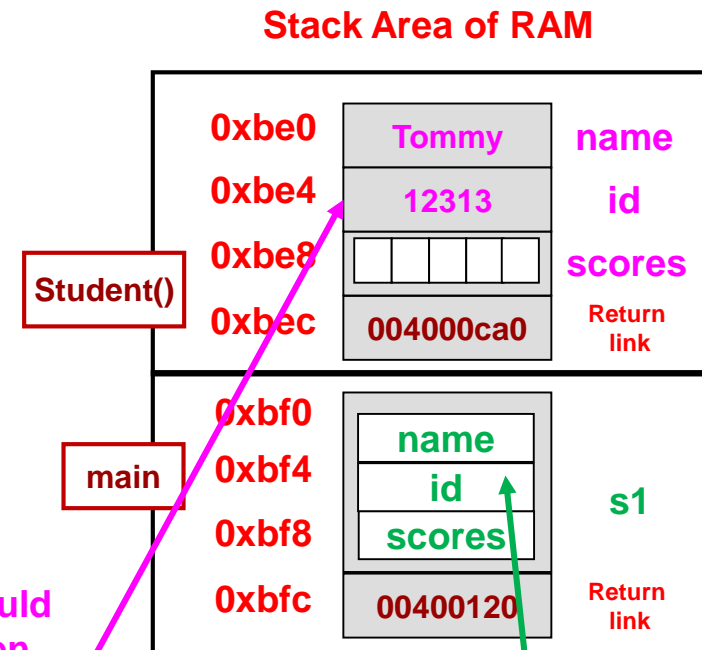 Stack Area of RAM
0xbe0 Tommy name
0xbe4 12313 id
0xbe8 scores
Student()
0xbec 004000ca0 Return link
0xbf0 name
main
0xbf4 id
s1
0xbf8 scores
0xbfc 00400120 Return link
uld